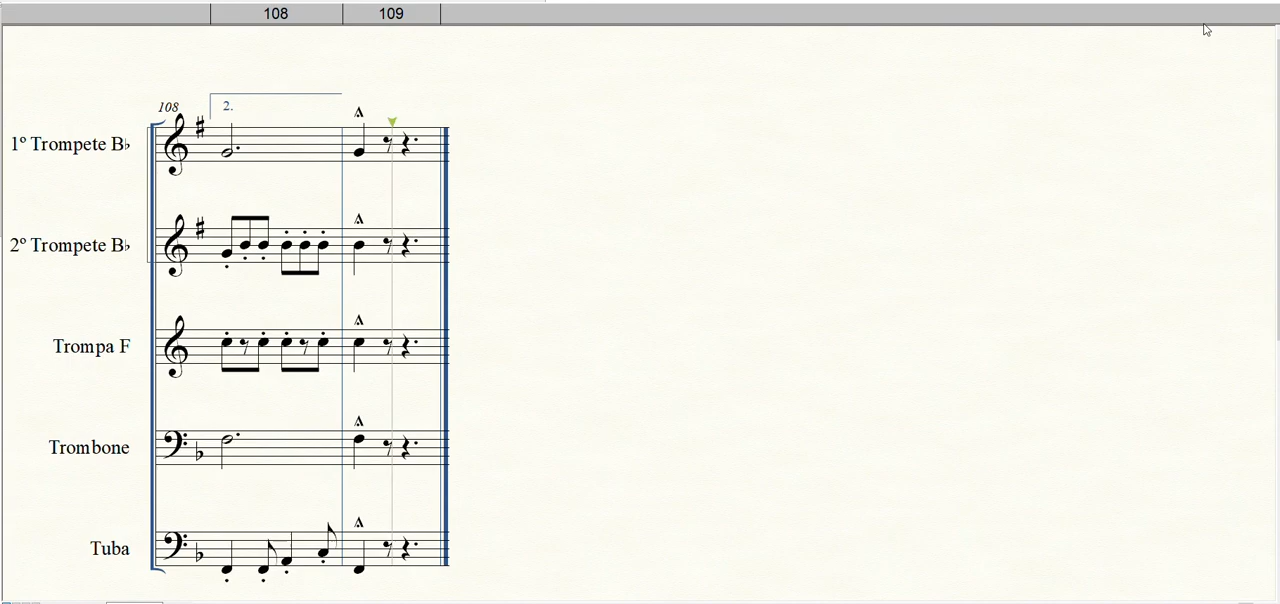 108 109
108
2.
1º Trompete B♭
2º Trompete B♭
Trompa F
Trombone
Tuba